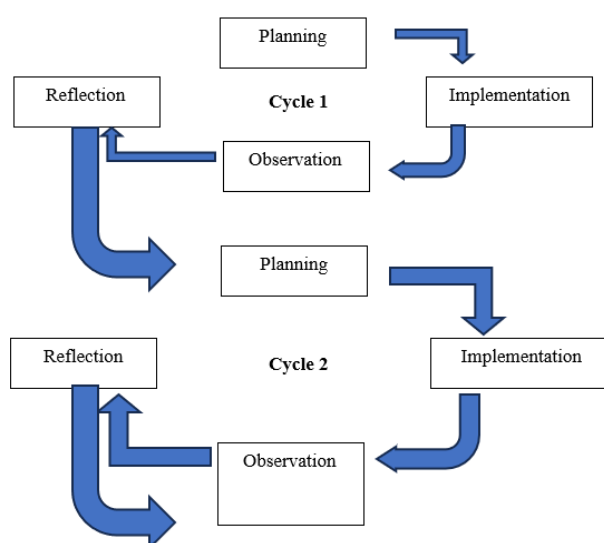 Planning
Reflection
Cycle 1
Implementation
Observation
Planning
Reflection
Cycle 2
Implementation
Observation